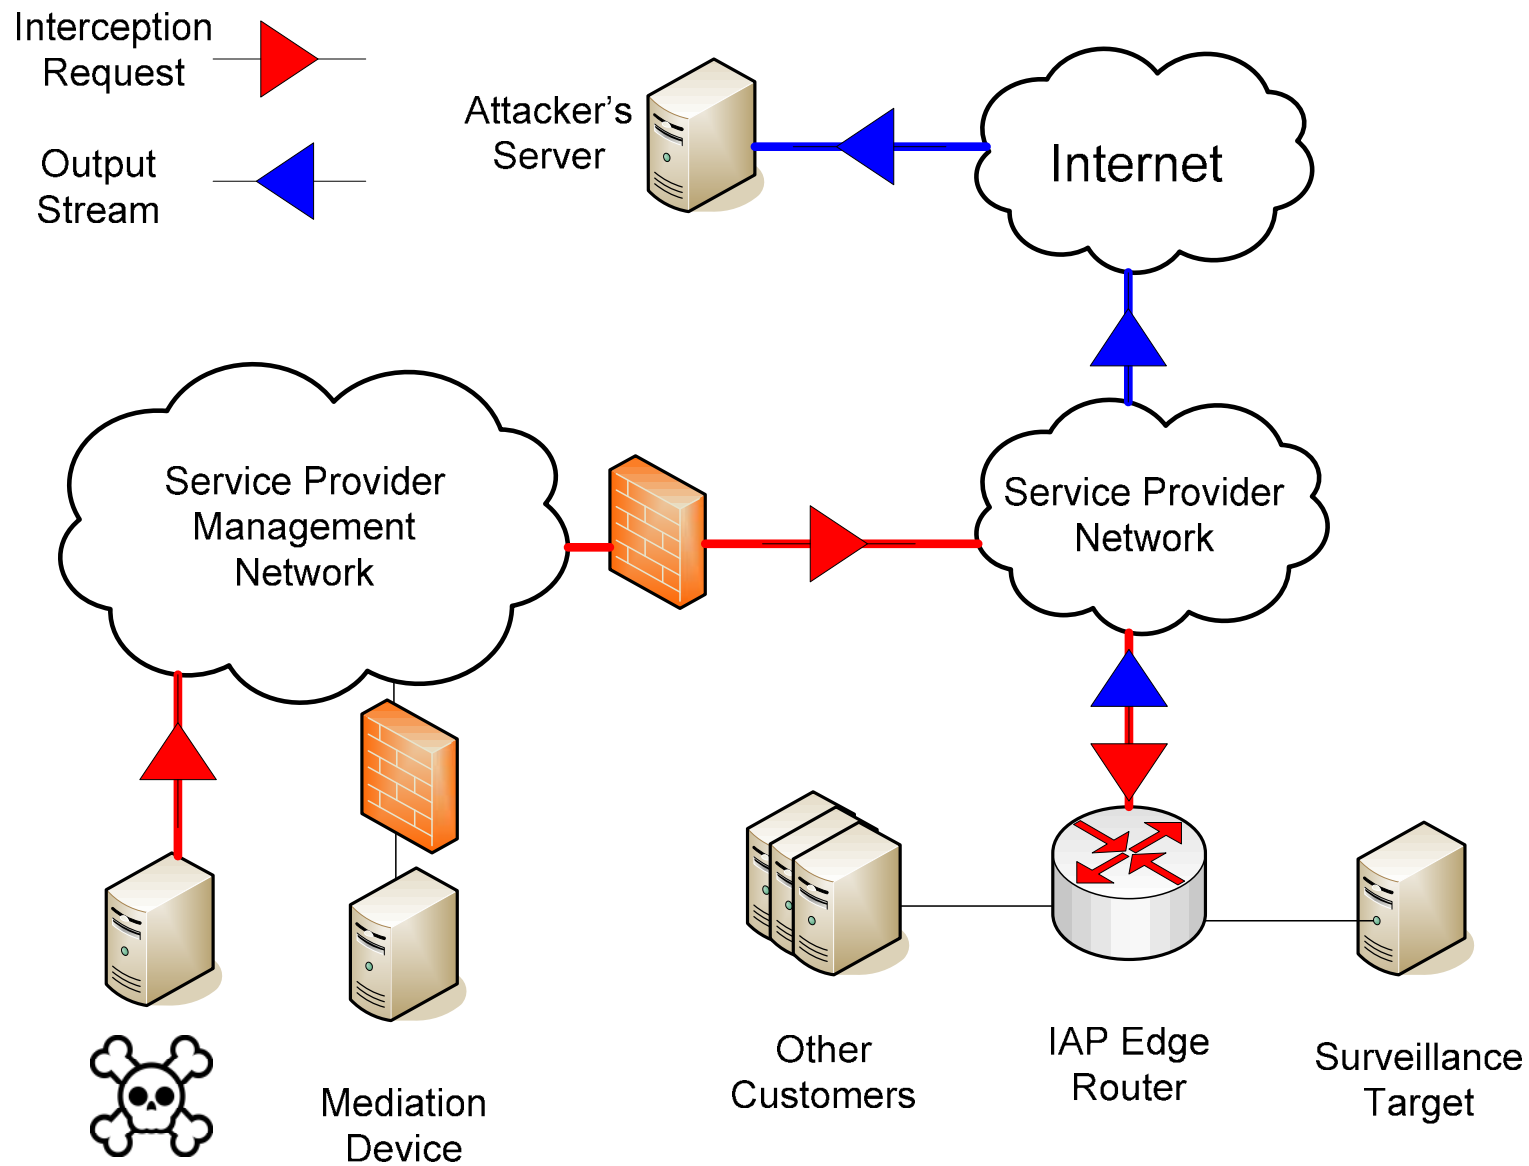 Interception
Request
Output
Stream
Attacker's
Server
Internet
Service Provider
Management
Network
Service Provider
Network
Mediation
Device
Other
Customers
IAP Edge
Router
Surveillance
Target